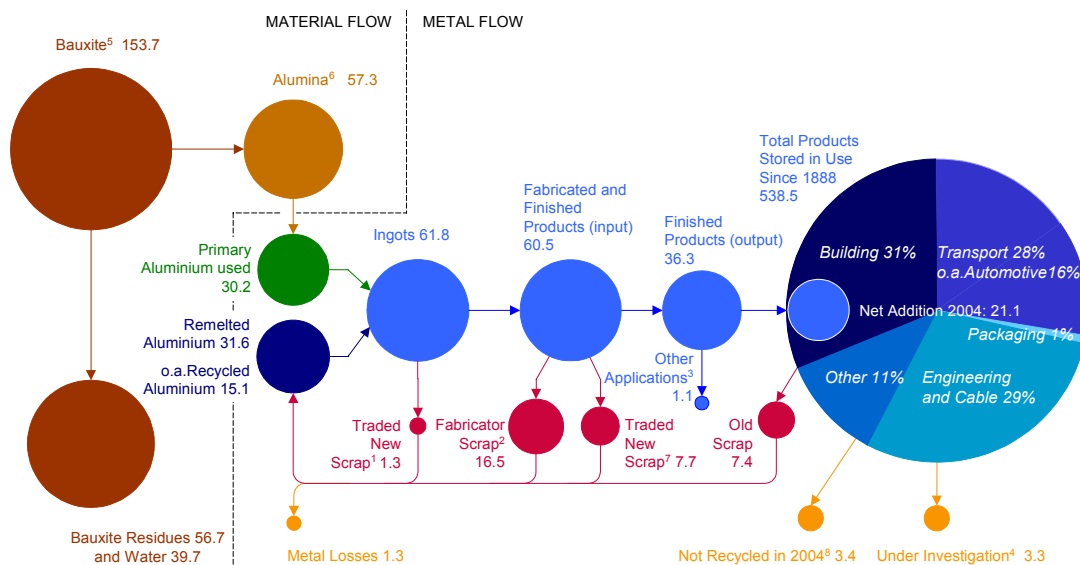 MATERIAL FLOW
METAL FLOW
Bauxite⁵ 153.7
Alumina⁶ 57.3
Primary
Aluminium used
30.2
Remelted
Aluminium 31.6
o.a.Recycled
Aluminium 15.1
Bauxite Residues 56.7
and Water 39.7
Ingots 61.8
Fabricated and
Finished
Products (input)
60.5
Finished
Products (output)
36.3
Total Products
Stored in Use
Since 1888
538.5
Building 31%
Transport 28%
o.a.Automotive16%
Net Addition 2004: 21.1
Packaging 1%
Other 11%
Engineering
and Cable 29%
Other
Applications³
1.1
Traded
New
Scrap¹ 1.3
Fabricator
Scrap²
16.5
Traded
New
Scrap⁷ 7.7
Old
Scrap
7.4
Metal Losses 1.3
Not Recycled in 2004⁸ 3.4
Under Investigation⁴ 3.3